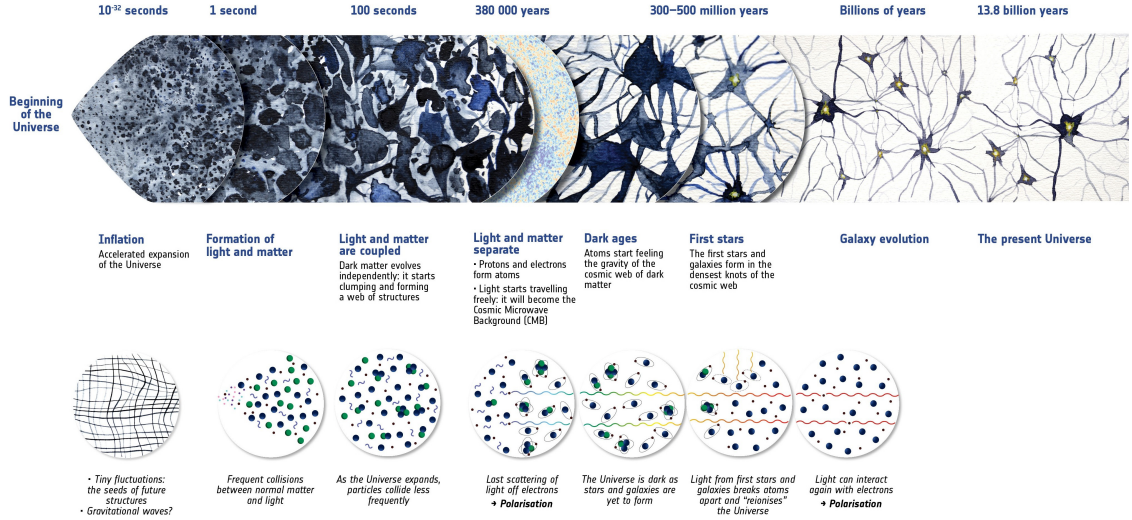 10-32 seconds
1 second
100 seconds
380 000 years
300–500 million years
Billions of years
13.8 billion years
Beginning
of the
Universe
Inflation
Accelerated expansion
of the Universe
Formation of
light and matter
Light and matter
are coupled
Dark matter evolves
independently: it starts
clumping and forming
a web of structures
Light and matter
separate
• Protons and electrons
form atoms
• Light starts travelling
freely: it will become the
Cosmic Microwave
Background (CMB)
Dark ages
Atoms start feeling
the gravity of the
cosmic web of dark
matter
First stars
The first stars and
galaxies form in the
densest knots of the
cosmic web
Galaxy evolution
The present Universe
• Tiny fluctuations:
the seeds of future
structures
• Gravitational waves?
Frequent collisions
between normal matter
and light
As the Universe expands,
particles collide less
frequently
Last scattering of
light off electrons
→ Polarisation
The Universe is dark as
stars and galaxies are
yet to form
Light from first stars and
galaxies breaks atoms
apart and “reionises”
the Universe
Light can interact
again with electrons
→ Polarisation